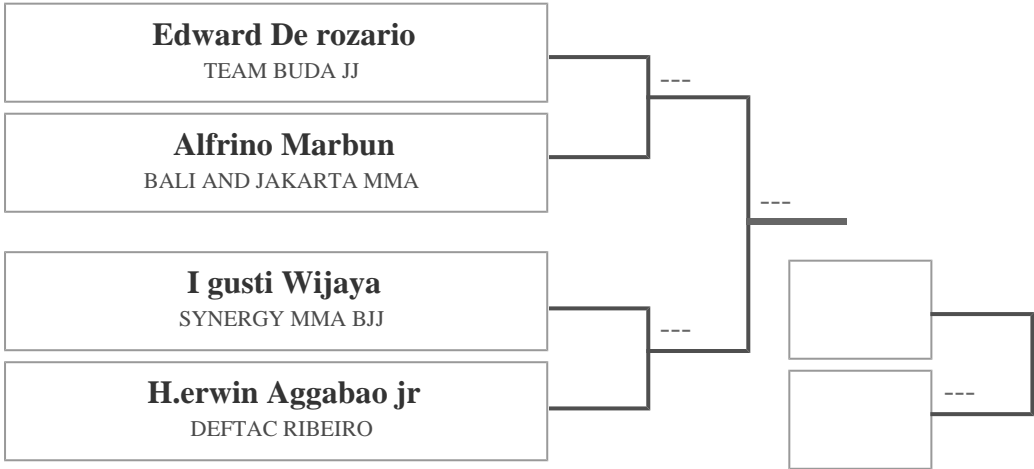 Edward De rozario
TEAM BUDA JJ
---
Alfrino Marbun
BALI AND JAKARTA MMA
---
I gusti Wijaya
SYNERGY MMA BJJ
---
H.erwin Aggabao jr
DEFTAC RIBEIRO
---